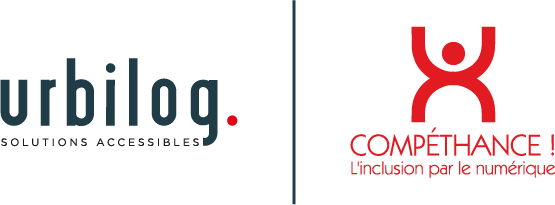 urbilog.
SOLUTIONS ACCESSIBLES
COMPÉTHANCE !
L'inclusion par le numérique